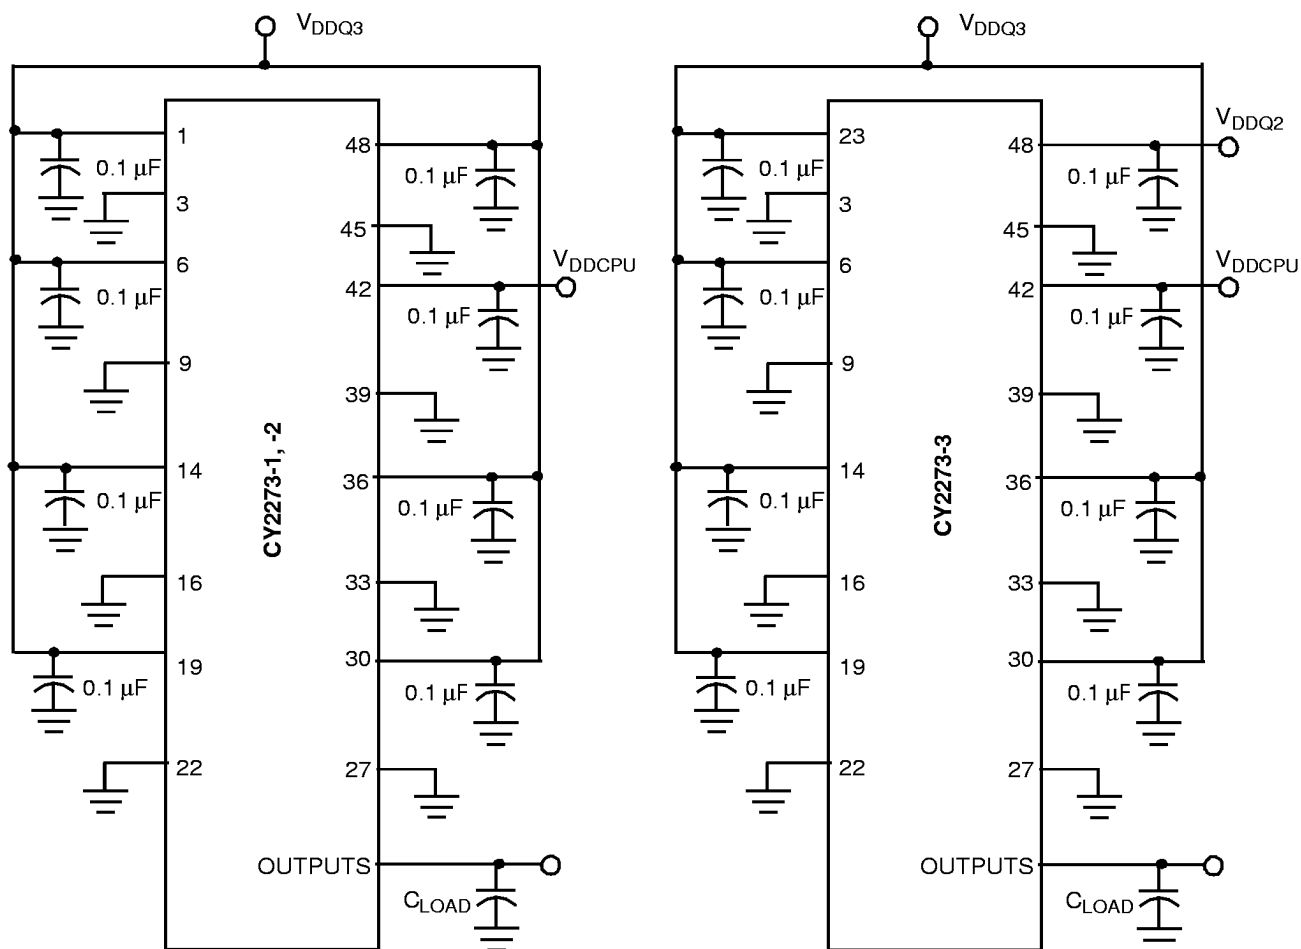 VDDQ3
1
0.1 µF
3
6
0.1 µF
9
14
0.1 µF
16
19
0.1 µF
22
CY2273-1, -2
48
0.1 µF
45
VDDCPU
42
0.1 µF
39
36
0.1 µF
33
30
0.1 µF
27
OUTPUTS
CLOAD
VDDQ3
23
0.1 µF
3
6
0.1 µF
9
14
0.1 µF
16
19
0.1 µF
22
CY2273-3
VDDQ2
48
0.1 µF
45
VDDCPU
42
0.1 µF
39
36
0.1 µF
33
30
0.1 µF
27
OUTPUTS
CLOAD